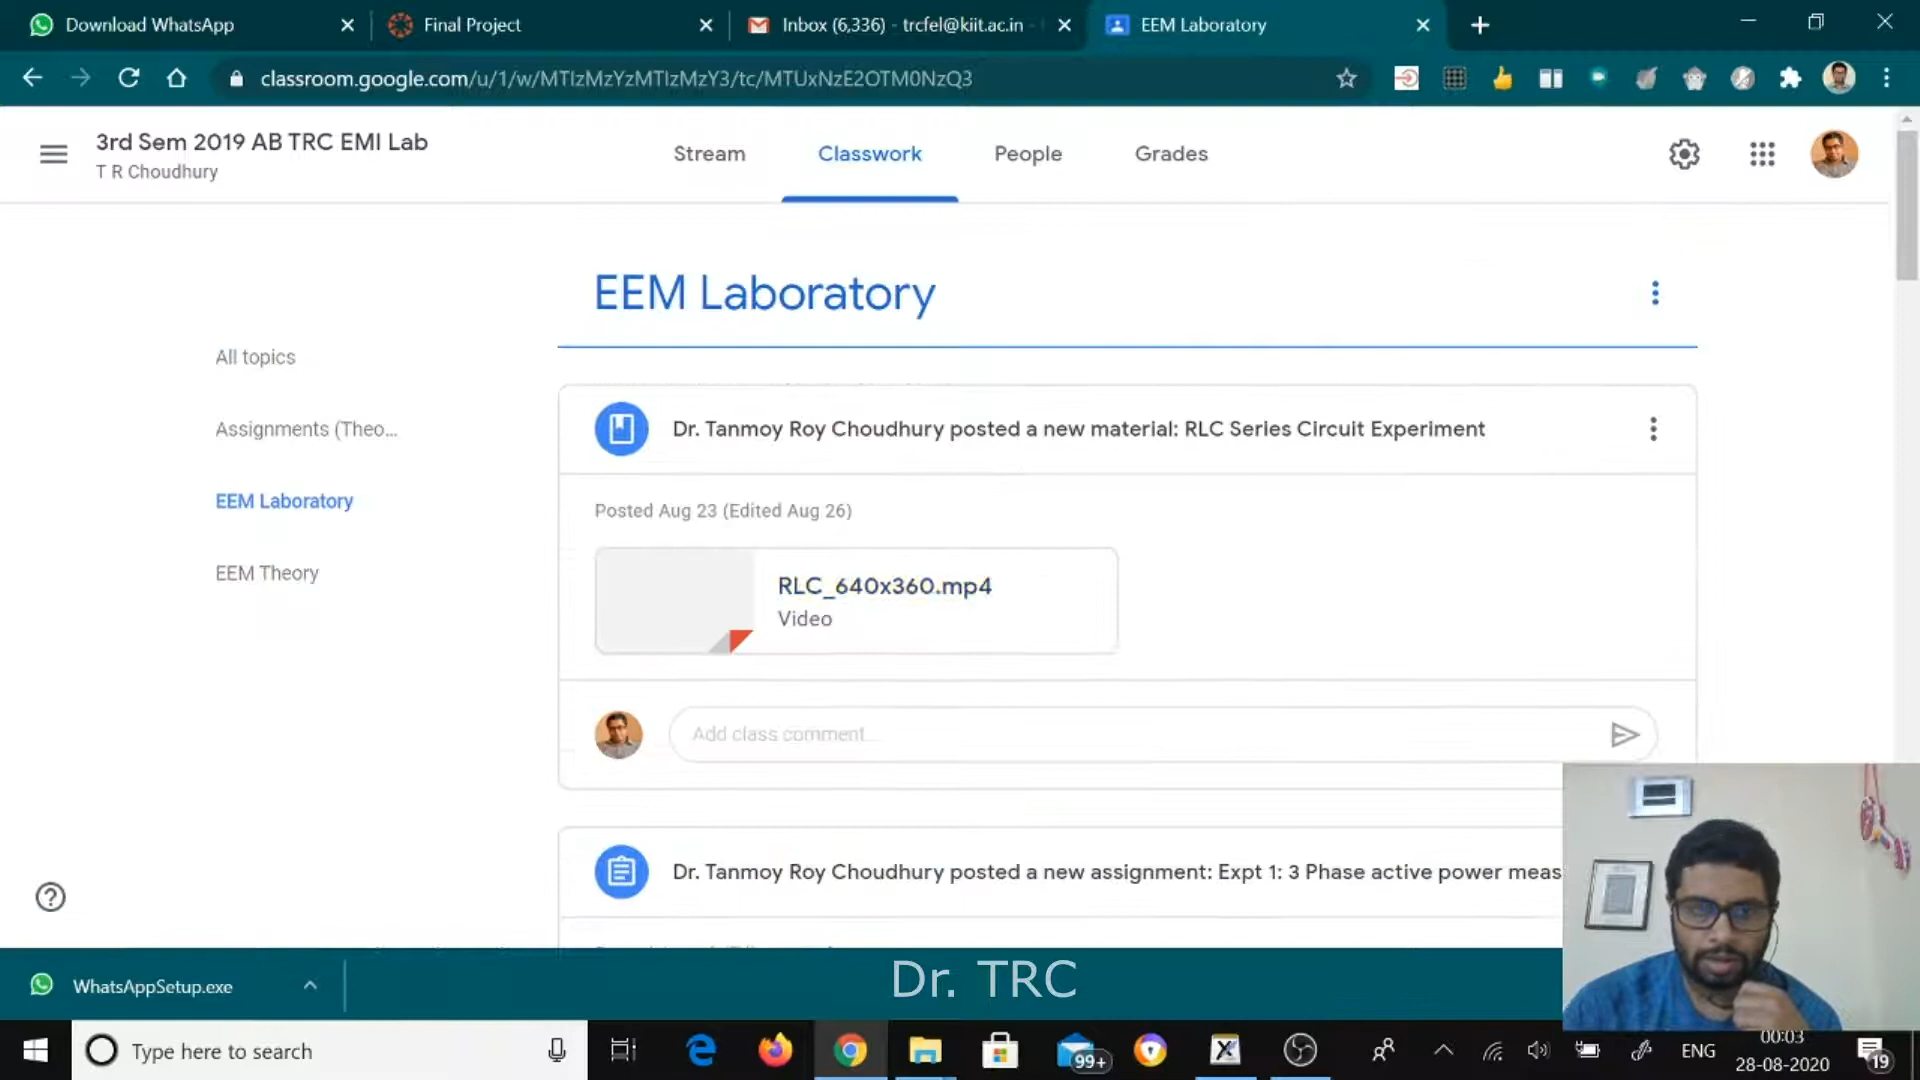 Download WhatsApp
Final Project
Inbox (6,336) - trcfel@kiit.ac.in -
EEM Laboratory
classroom.google.com/u/1/w/MTIzMzYzMTIzMzY3/tc/MTUxNzE2OTM0NzQ3
3rd Sem 2019 AB TRC EMI Lab
T R Choudhury
Stream
Classwork
People
Grades
EEM Laboratory
All topics
Assignments (Theo...
EEM Laboratory
EEM Theory
Dr. Tanmoy Roy Choudhury posted a new material: RLC Series Circuit Experiment
Posted Aug 23 (Edited Aug 26)
RLC_640x360.mp4
Video
Add class comment...
Dr. Tanmoy Roy Choudhury posted a new assignment: Expt 1: 3 Phase active power meas
WhatsAppSetup.exe
Dr. TRC
Type here to search
99+
ENG
00:03
28-08-2020
19